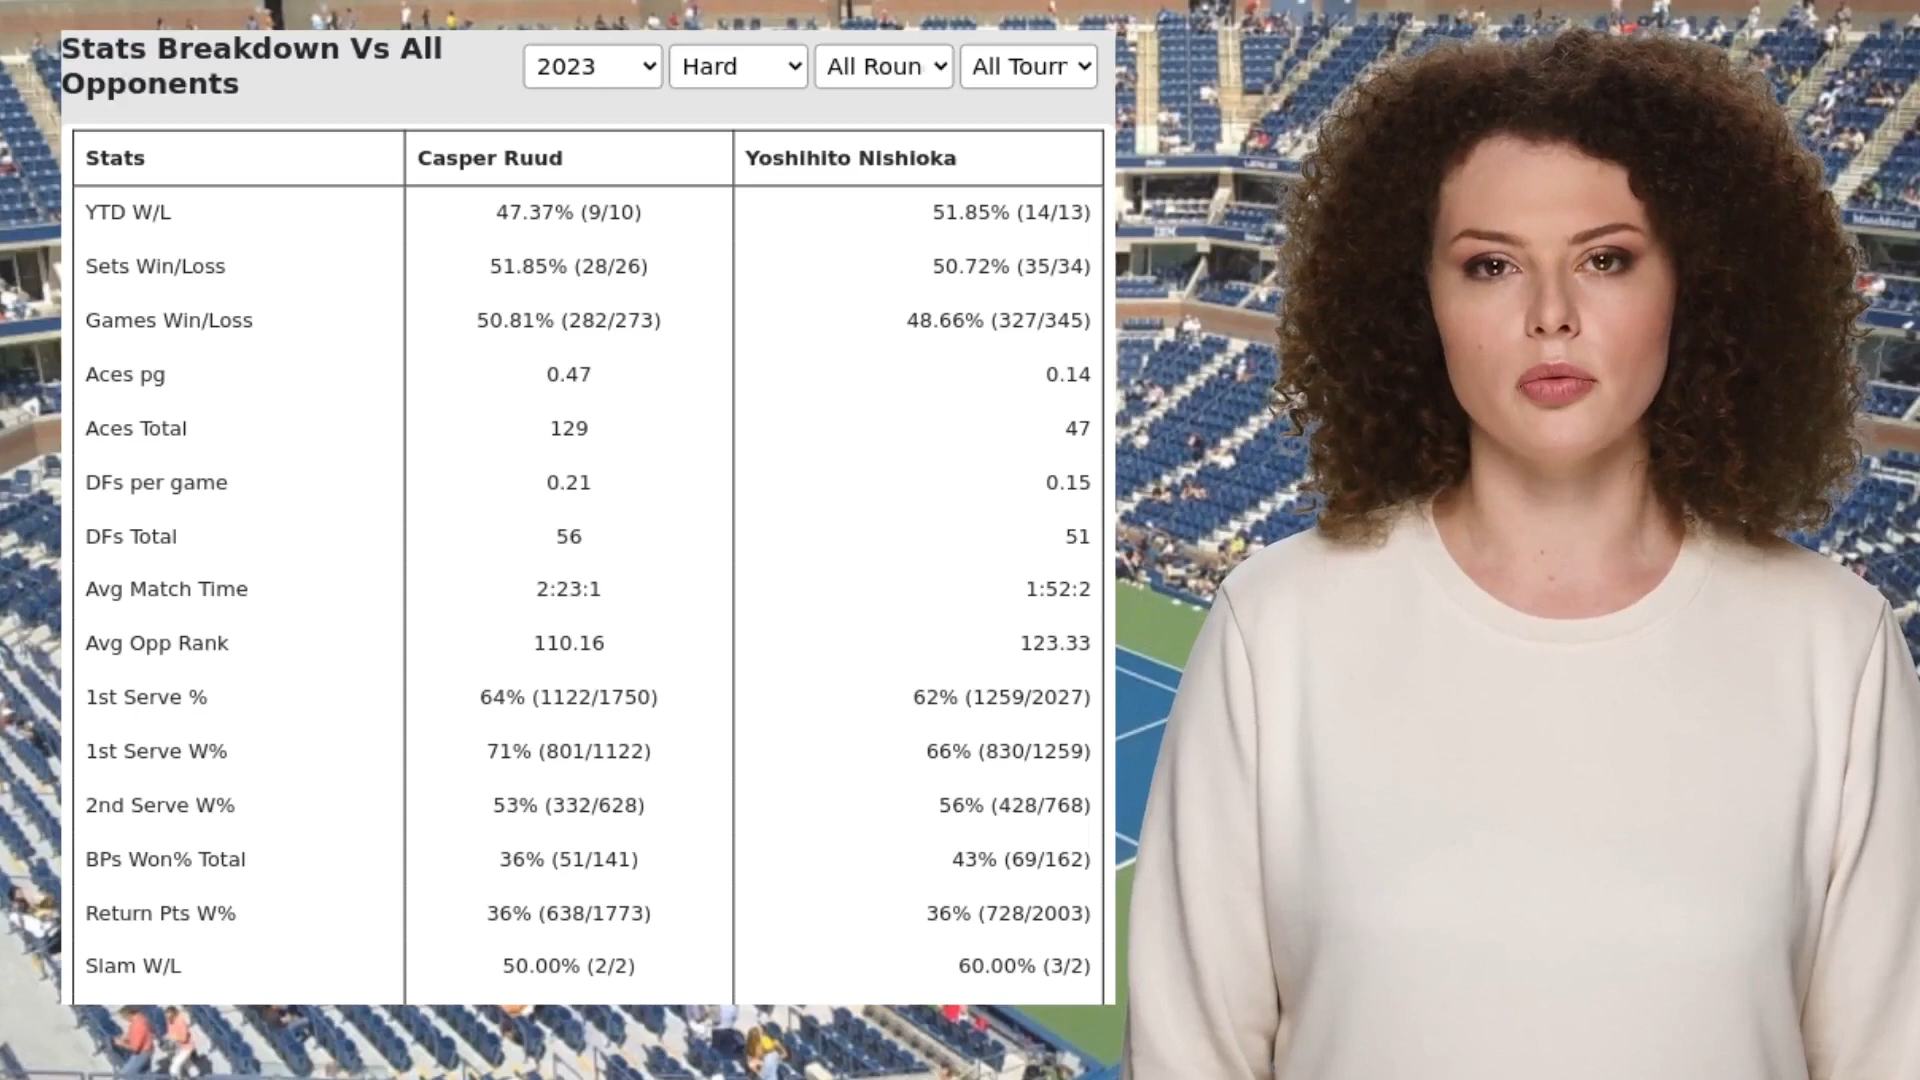 Stats Breakdown Vs All
Opponents
2023 Hard All Roun All Tourr
Stats Casper Ruud Yoshihito Nishioka
YTD W/L 47.37% (9/10) 51.85% (14/13)
Sets Win/Loss 51.85% (28/26) 50.72% (35/34)
Games Win/Loss 50.81% (282/273) 48.66% (327/345)
Aces pg 0.47 0.14
Aces Total 129 47
DFs per game 0.21 0.15
DFs Total 56 51
Avg Match Time 2:23:1 1:52:2
Avg Opp Rank 110.16 123.33
1st Serve % 64% (1122/1750) 62% (1259/2027)
1st Serve W% 71% (801/1122) 66% (830/1259)
2nd Serve W% 53% (332/628) 56% (428/768)
BPs Won% Total 36% (51/141) 43% (69/162)
Return Pts W% 36% (638/1773) 36% (728/2003)
Slam W/L 50.00% (2/2) 60.00% (3/2)
IBM